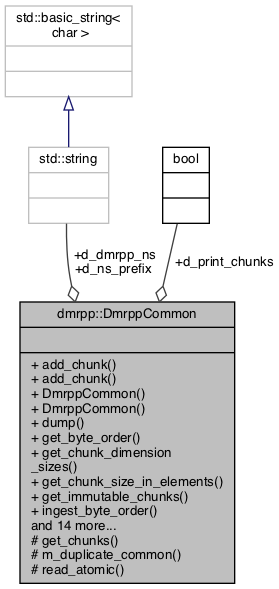 std::basic_string<
char >
std::string
bool
+d_dmrpp_ns
+d_ns_prefix
+d_print_chunks
dmrpp::DmrppCommon
+ add_chunk()
+ add_chunk()
+ DmrppCommon()
+ DmrppCommon()
+ dump()
+ get_byte_order()
+ get_chunk_dimension
_sizes()
+ get_chunk_size_in_elements()
+ get_immutable_chunks()
+ ingest_byte_order()
and 14 more...
# get_chunks()
# m_duplicate_common()
# read_atomic()